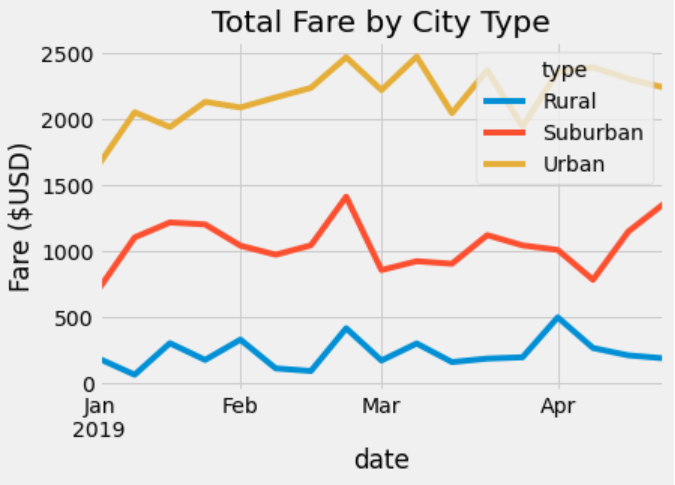 Total Fare by City Type
Fare ($USD)
2500
2000
1500
1000
500
0
type
Rural
Suburban
Urban
Jan
2019
Feb
Mar
Apr
date